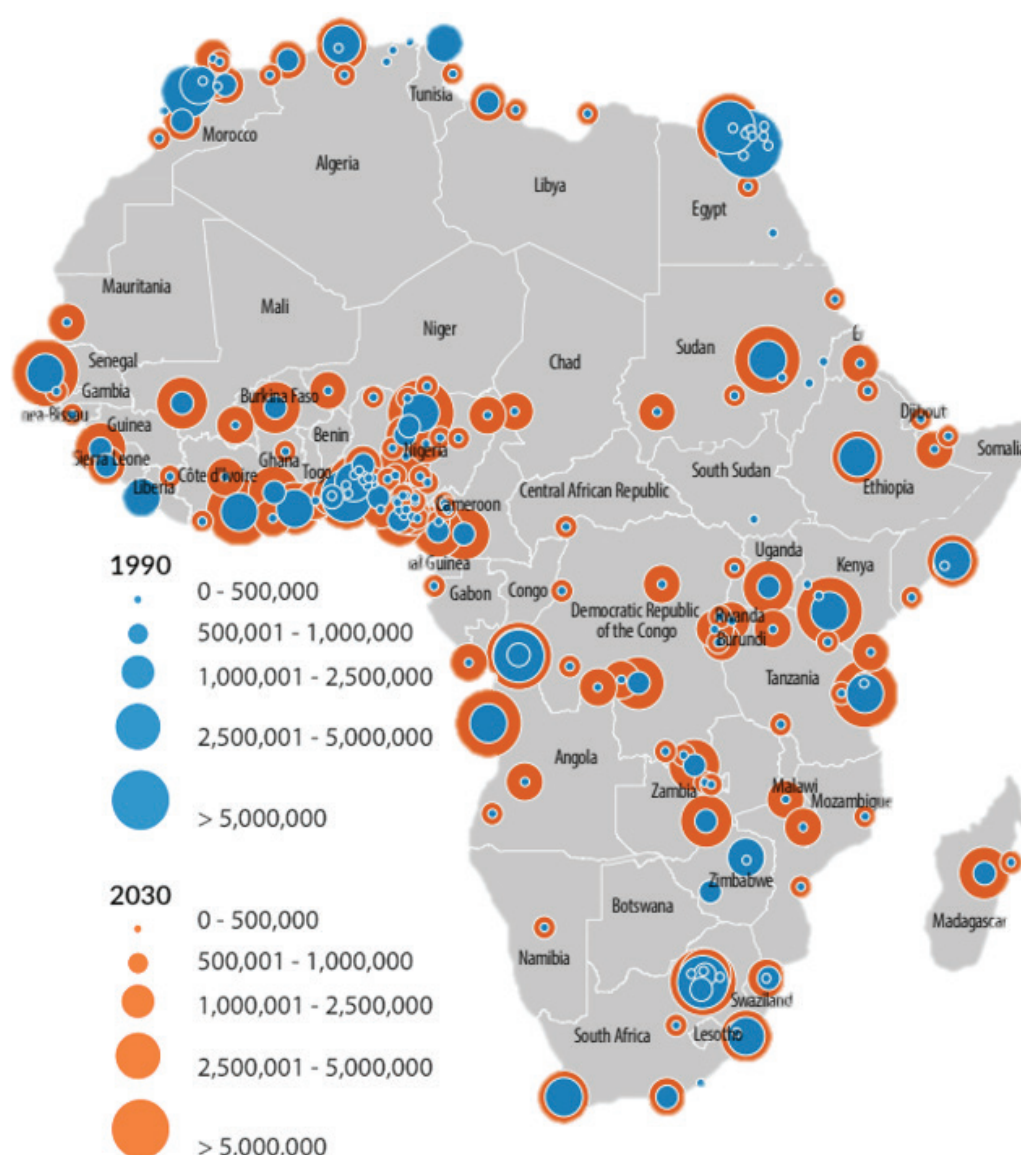 Tunisia
Morocco
Algeria
Libya
Egypt
Mauritania
Mali
Niger
Chad
Sudan
E
Senegal
Gambia
nea-Bissau
Guinea
Sierra Leone
Liberia
Burkina Faso
Benin
Côte d'Ivoire
Ghana
Togo
Nigeria
Cameroon
Central African Republic
South Sudan
Djibout
Somalia
Ethiopia
al Guinea
Gabon
Congo
Democratic Republic
of the Congo
Uganda
Kenya
Rwanda
Burundi
Tanzania
Angola
Zambia
Malawi
Mozambique
Zimbabwe
Botswana
Namibia
Madagascar
Swaziland
South Africa
Lesotho
1990
0 - 500,000
500,001 - 1,000,000
1,000,001 - 2,500,000
2,500,001 - 5,000,000
> 5,000,000
2030
0 - 500,000
500,001 - 1,000,000
1,000,001 - 2,500,000
2,500,001 - 5,000,000
> 5,000,000